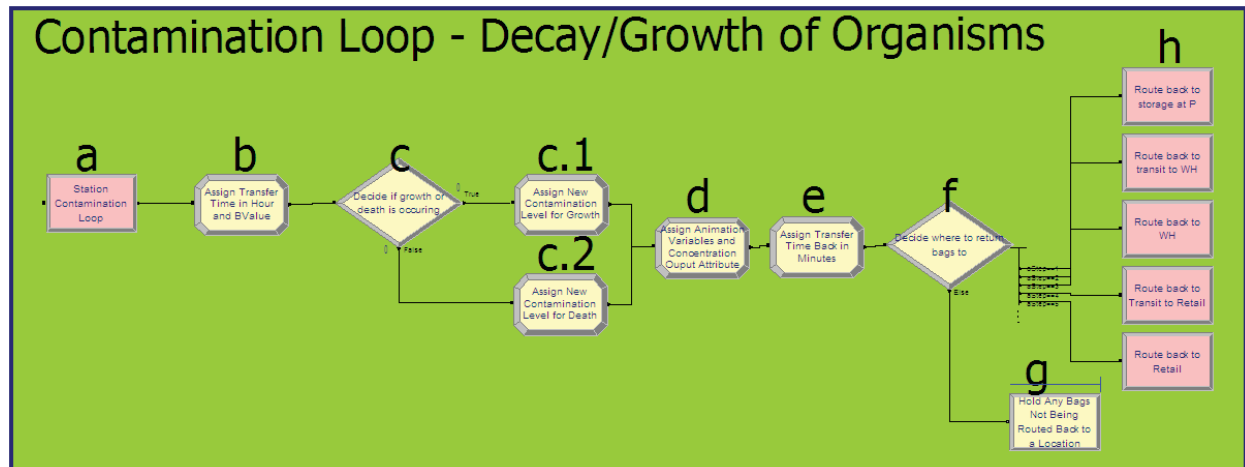 Contamination Loop - Decay/Growth of Organisms
a
Station
Contamination
Loop
b
Assign Transfer
Time in Hour
and BValue
c
Decide if growth or
death is occuring
True
False
c.1
Assign New
Contamination
Level for Growth
c.2
Assign New
Contamination
Level for Death
d
Assign Animation
Variables and
Concentration
Ouput Attribute
e
Assign Transfer
Time Back in
Minutes
f
Decide where to return
bags to
Else
g
Hold Any Bags
Not Being
Routed Back to
a Location
h
Route back to
storage at P
Route back to
transit to WH
Route back to
WH
Route back to
Transit to Retail
Route back to
Retail